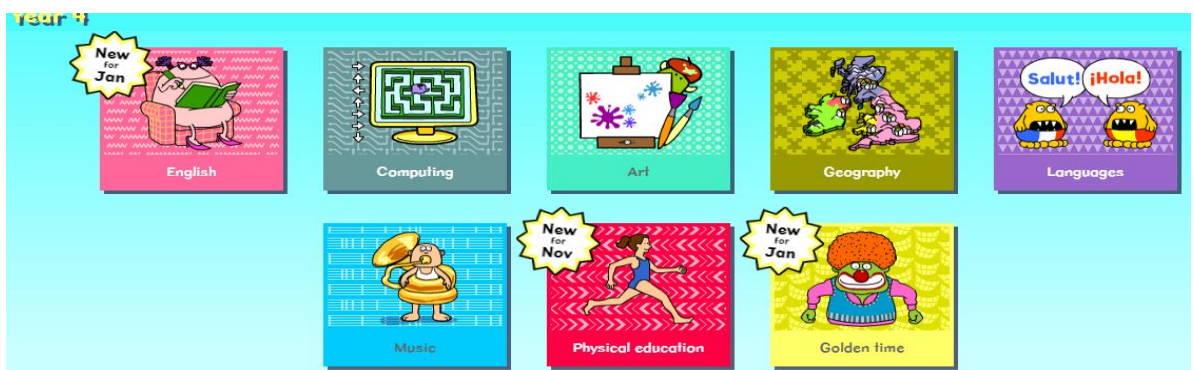 Year 4
New
for
Jan
English
Computing
Art
Geography
Salut! ¡Hola!
Languages
Music
New
for
Nov
Physical education
New
for
Jan
Golden time